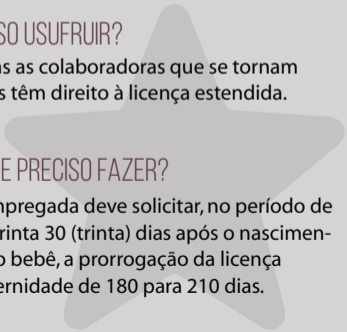 SO USUFRUIR?
as as colaboradoras que se tornam
s têm direito à licença estendida.
E PRECISO FAZER?
mpregada deve solicitar, no período de
rinta 30 (trinta) dias após o nascimen-
o bebê, a prorrogação da licença
ernidade de 180 para 210 dias.